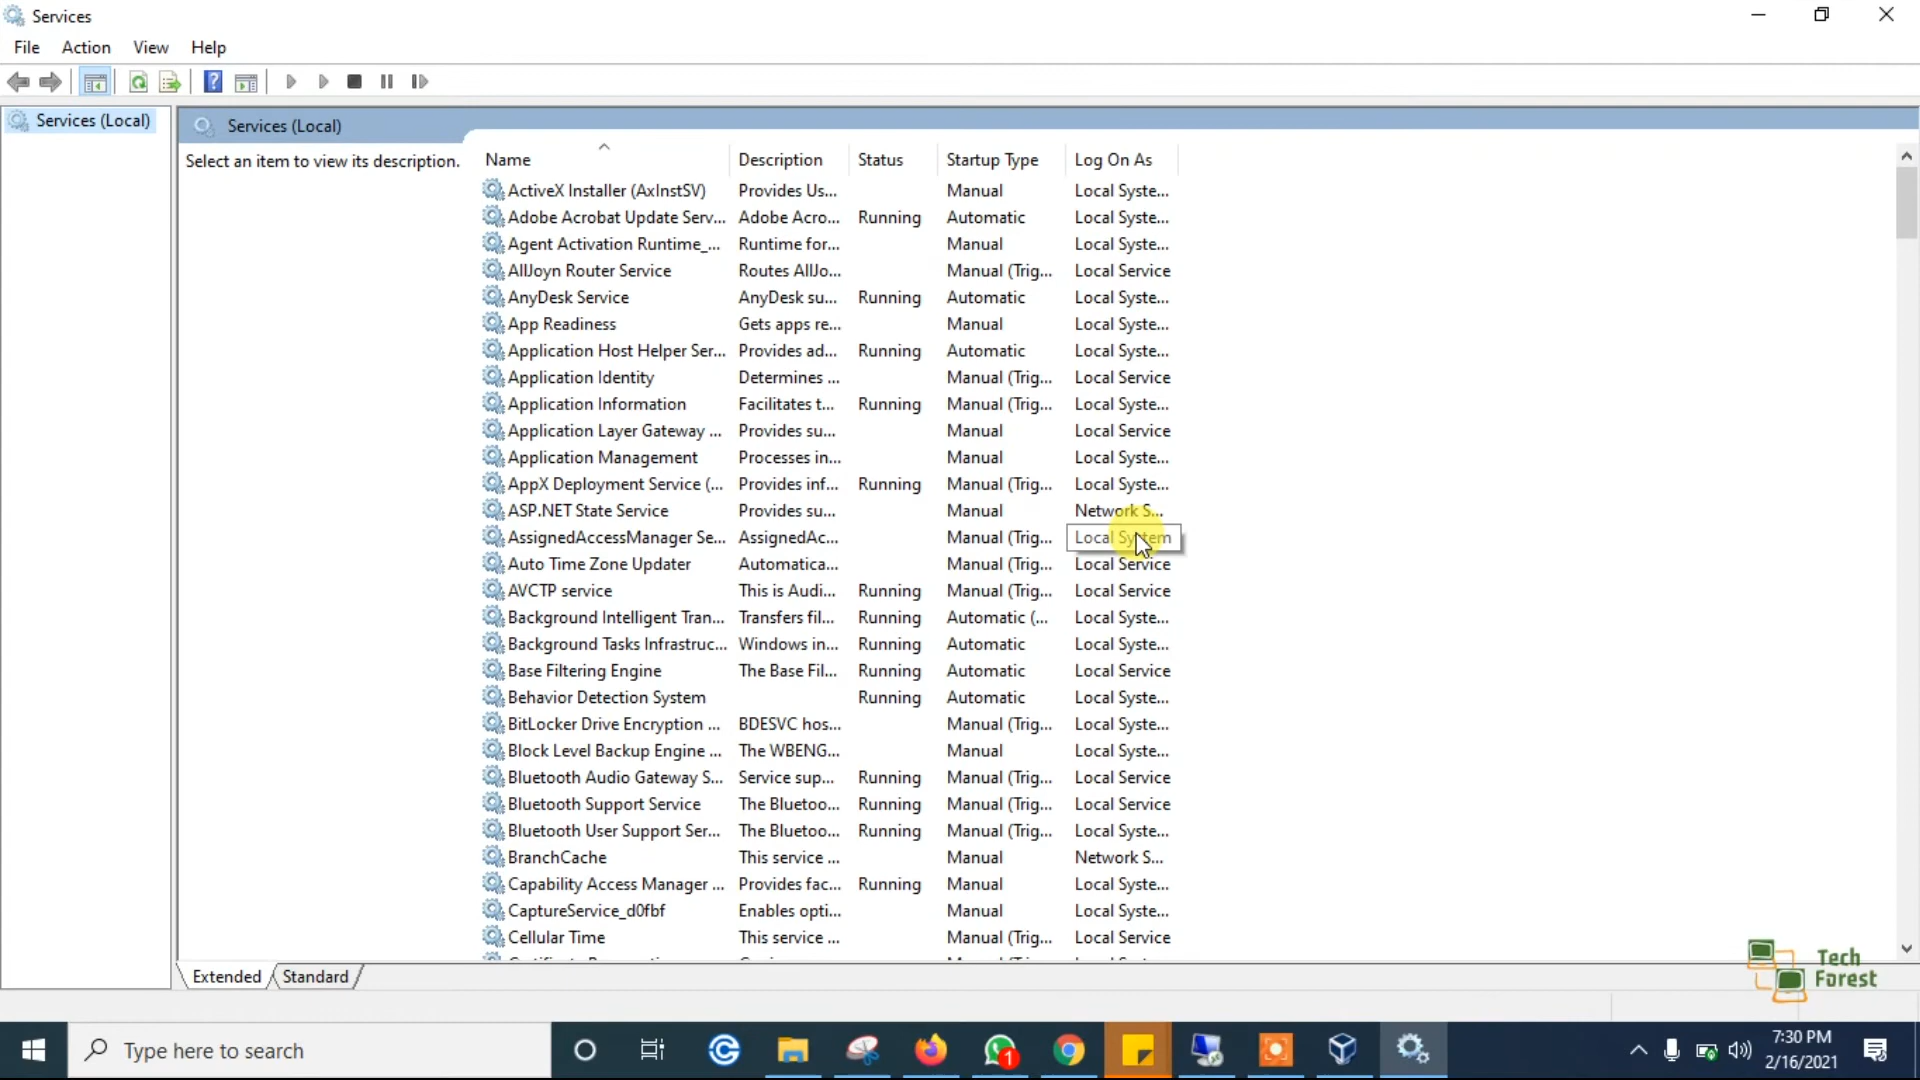 Services
File Action View Help
Services (Local)
Services (Local)
Select an item to view its description.
Name Description Status Startup Type Log On As
ActiveX Installer (AxInstSV) Provides Us... Manual Local Syste...
Adobe Acrobat Update Serv... Adobe Acro... Running Automatic Local Syste...
Agent Activation Runtime_... Runtime for... Manual Local Syste...
AllJoyn Router Service Routes AllJo... Manual (Trig... Local Service
AnyDesk Service AnyDesk su... Running Automatic Local Syste...
App Readiness Gets apps re... Manual Local Syste...
Application Host Helper Ser... Provides ad... Running Automatic Local Syste...
Application Identity Determines ... Manual (Trig... Local Service
Application Information Facilitates t... Running Manual (Trig... Local Syste...
Application Layer Gateway ... Provides su... Manual Local Service
Application Management Processes in... Manual Local Syste...
AppX Deployment Service (... Provides inf... Running Manual (Trig... Local Syste...
ASP.NET State Service Provides su... Manual Network S...
AssignedAccessManager Se... AssignedAc... Manual (Trig... Local System
Auto Time Zone Updater Automatica... Manual (Trig... Local Service
AVCTP service This is Audi... Running Manual (Trig... Local Service
Background Intelligent Tran... Transfers fil... Running Automatic (... Local Syste...
Background Tasks Infrastruc... Windows in... Running Automatic Local Syste...
Base Filtering Engine The Base Fil... Running Automatic Local Service
Behavior Detection System Running Automatic Local Syste...
BitLocker Drive Encryption ... BDESVC hos... Manual (Trig... Local Syste...
Block Level Backup Engine ... The WBENG... Manual Local Syste...
Bluetooth Audio Gateway S... Service sup... Running Manual (Trig... Local Service
Bluetooth Support Service The Bluetoo... Running Manual (Trig... Local Service
Bluetooth User Support Ser... The Bluetoo... Running Manual (Trig... Local Syste...
BranchCache This service ... Manual Network S...
Capability Access Manager ... Provides fac... Running Manual Local Syste...
CaptureService_d0fbf Enables opti... Manual Local Syste...
Cellular Time This service ... Manual (Trig... Local Service
Extended Standard
Tech
Forest
Type here to search
1
7:30 PM
2/16/2021